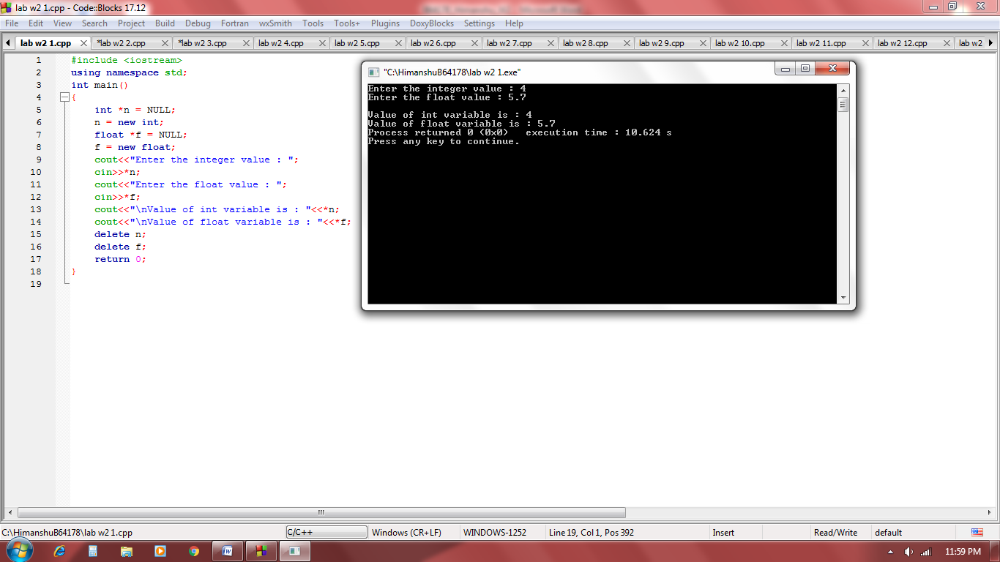 lab w2 1.cpp - Code::Blocks 17.12
File Edit View Search Project Build Debug Fortran wxSmith Tools Tools+ Plugins DoxyBlocks Settings Help
lab w2 1.cpp *lab w2 2.cpp *lab w2 3.cpp lab w2 4.cpp lab w2 5.cpp lab w2 6.cpp lab w2 7.cpp lab w2 8.cpp lab w2 9.cpp lab w2 10.cpp lab w2 11.cpp lab w2 12.cpp lab w2
1 #include <iostream>
2 using namespace std;
3 int main()
4 {
5 int *n = NULL;
6 n = new int;
7 float *f = NULL;
8 f = new float;
9 cout<<"Enter the integer value : ";
10 cin>>*n;
11 cout<<"Enter the float value : ";
12 cin>>*f;
13 cout<<"\nValue of int variable is : "<<*n;
14 cout<<"\nValue of float variable is : "<<*f;
15 delete n;
16 delete f;
17 return 0;
18 }
19
"C:\HimanshuB64178\lab w2 1.exe"
Enter the integer value : 4
Enter the float value : 5.7
Value of int variable is : 4
Value of float variable is : 5.7
Process returned 0 (0x0) execution time : 10.624 s
Press any key to continue.
C:\HimanshuB64178\lab w2 1.cpp C/C++ Windows (CR+LF) WINDOWS-1252 Line 19, Col 1, Pos 392 Insert Read/Write default
11:59 PM